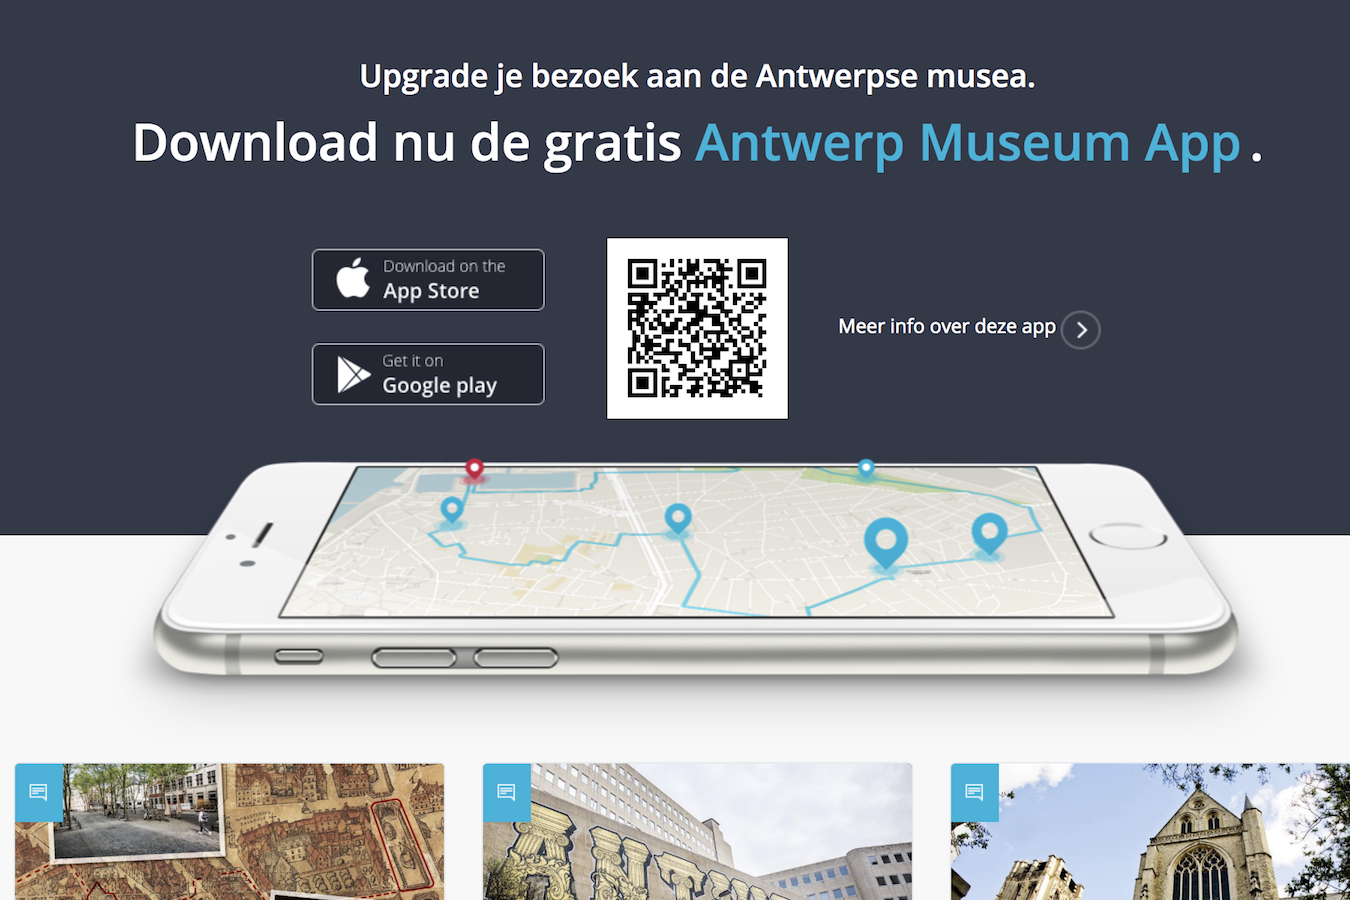 Upgrade je bezoek aan de Antwerpse musea.
Download nu de gratis Antwerp Museum App .
Download on the
App Store
Get it on
Google play
Meer info over deze app